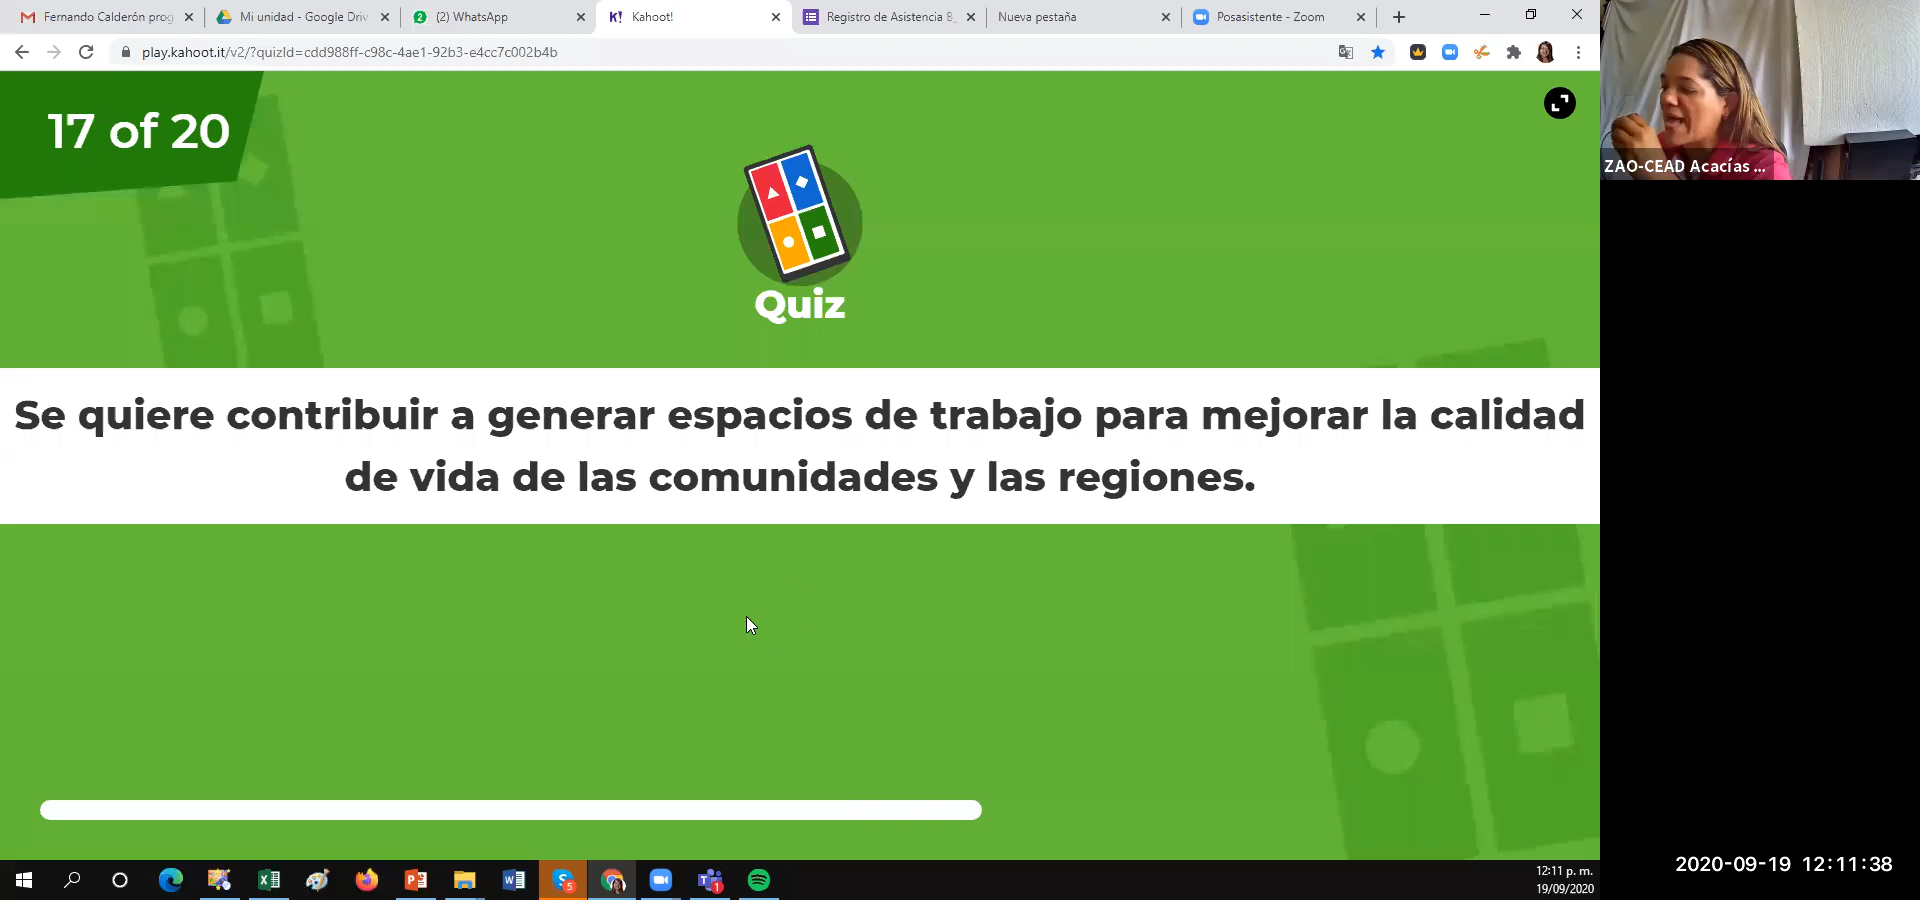 Fernando Calderón prog
Mi unidad - Google Driv
(2) WhatsApp
K! Kahoot!
Registro de Asistencia B_
Nueva pestaña
Posasistente - Zoom
play.kahoot.it/v2/?quizId=cdd988ff-c98c-4ae1-92b3-e4cc7c002b4b
ZAO-CEAD Acacías ...
17 of 20
Quiz
Se quiere contribuir a generar espacios de trabajo para mejorar la calidad
de vida de las comunidades y las regiones.
12:11 p. m.
19/09/2020
2020-09-19 12:11:38